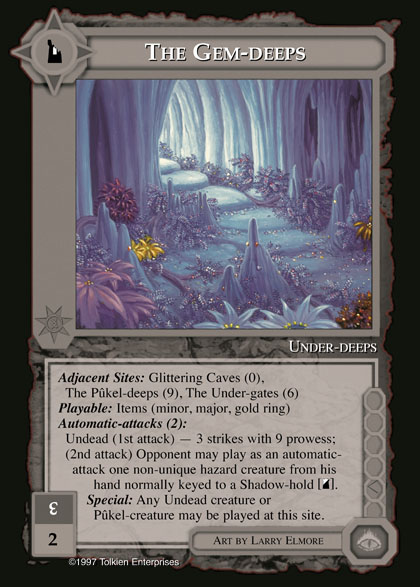 THE GEM-DEEPS
UNDER-DEEPS
Adjacent Sites: Glittering Caves (0),
The Pûkel-deeps (9), The Under-gates (6)
Playable: Items (minor, major, gold ring)
Automatic-attacks (2):
Undead (1st attack) — 3 strikes with 9 prowess;
(2nd attack) Opponent may play as an automatic-
attack one non-unique hazard creature from his
hand normally keyed to a Shadow-hold [].
Special: Any Undead creature or
Pûkel-creature may be played at this site.
3
2
ART BY LARRY ELMORE
©1997 Tolkien Enterprises